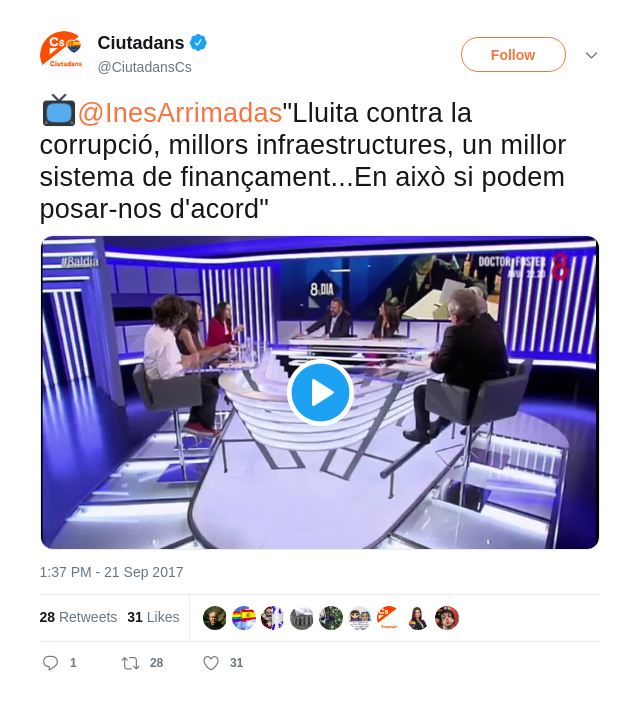 Cs
Ciutadans
Ciutadans
@CiutadansCs
Follow
@InesArrimadas"Lluita contra la
corrupció, millors infraestructures, un millor
sistema de finançament...En això si podem
posar-nos d'acord"
#8aldia
DOCTOR FOSTER
AVUI 22.20
8
8 DIA
1:37 PM - 21 Sep 2017
28 Retweets 31 Likes
Cs
1 28 31